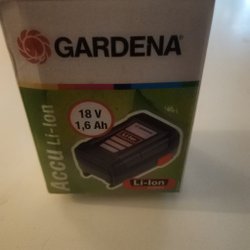 GARDENA
18 V
1,6 Ah
ACCU Li-Ion
Li-Ion